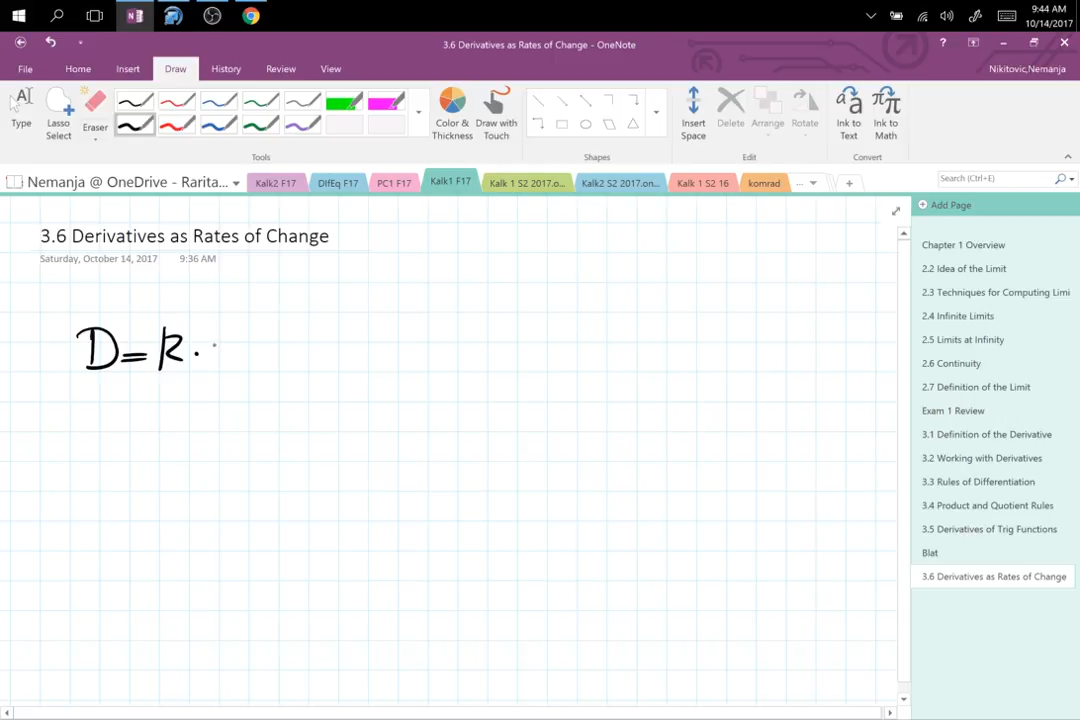 9:44 AM
10/14/2017
3.6 Derivatives as Rates of Change - OneNote
Nikitovic,Nemanja
File Home Insert Draw History Review View
Type
Lasso Select
Eraser
Color & Thickness
Draw with Touch
Insert Space
Delete
Arrange
Rotate
Ink to Text
Ink to Math
Tools
Shapes
Edit
Convert
Nemanja @ OneDrive - Rarita...
Kalk2 F17
DIfEq F17
PC1 F17
Kalk1 F17
Kalk 1 S2 2017.o...
Kalk2 S2 2017.on...
Kalk 1 S2 16
komrad
...
Search (Ctrl+E)
3.6 Derivatives as Rates of Change
Saturday, October 14, 2017 9:36 AM
D=R·
Add Page
Chapter 1 Overview
2.2 Idea of the Limit
2.3 Techniques for Computing Limi
2.4 Infinite Limits
2.5 Limits at Infinity
2.6 Continuity
2.7 Definition of the Limit
Exam 1 Review
3.1 Definition of the Derivative
3.2 Working with Derivatives
3.3 Rules of Differentiation
3.4 Product and Quotient Rules
3.5 Derivatives of Trig Functions
Blat
3.6 Derivatives as Rates of Change